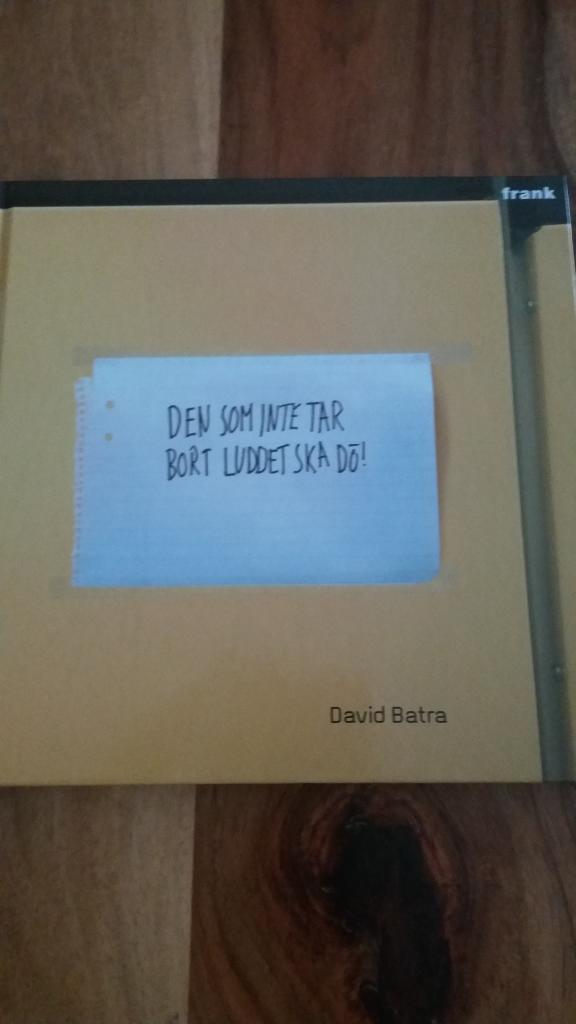 frank
DEN SOM INTE TAR
BORT LUDDET SKA DÖ!
David Batra